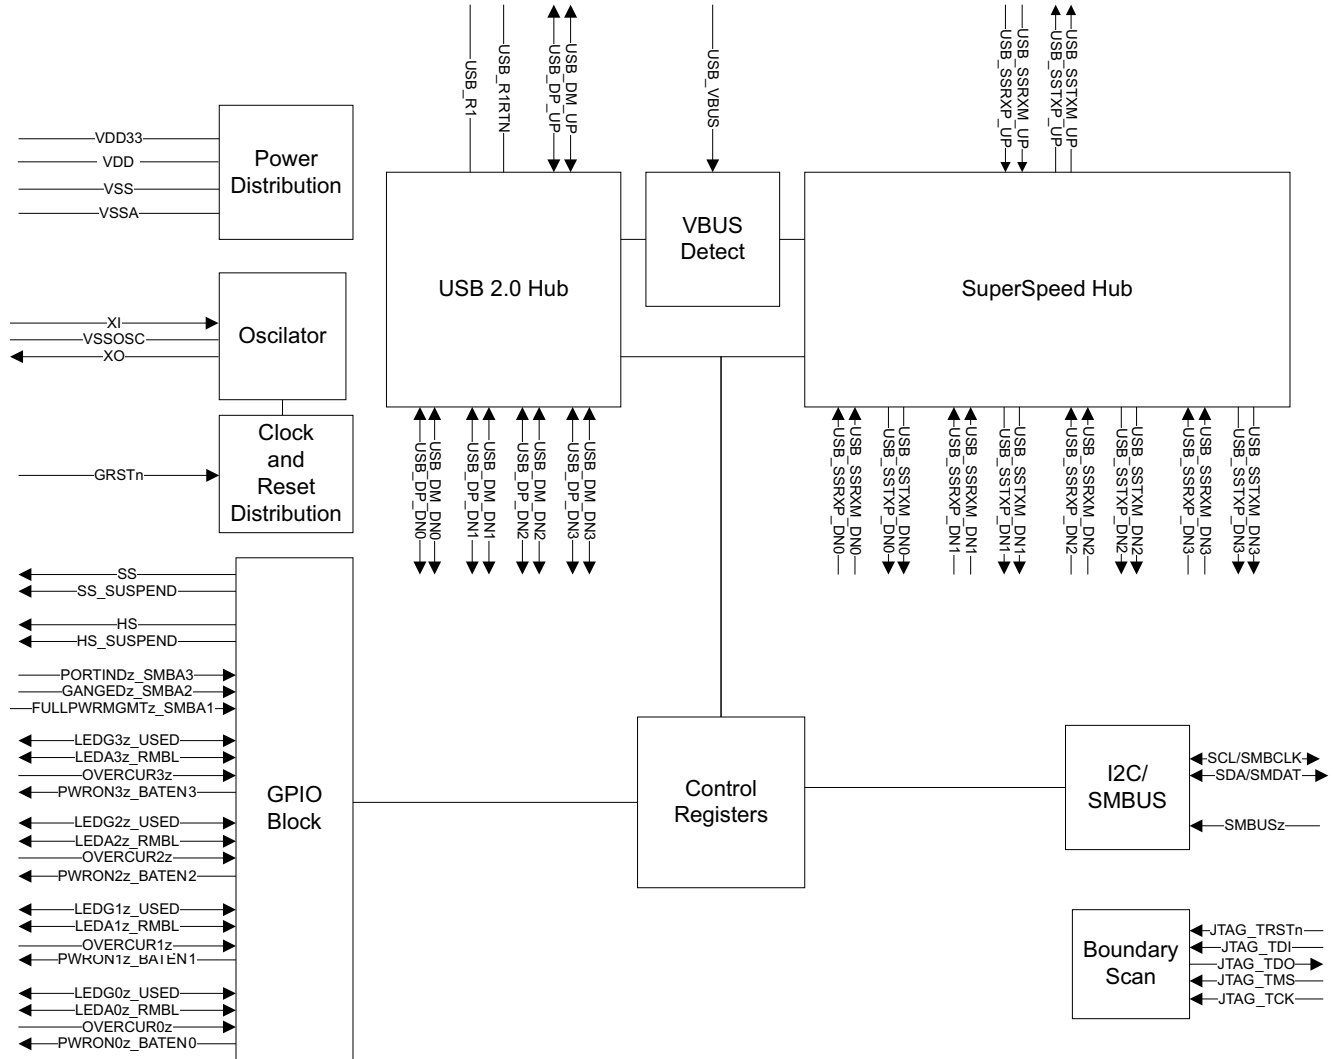 USB_R1
USB_R1RTN
USB_DP_UP
USB_DM_UP
USB_VBUS
USB_SSRXP_UP
USB_SSRXM_UP
USB_SSTXP_UP
USB_SSTXM_UP
VDD33
VDD
VSS
VSSA
Power
Distribution
USB 2.0 Hub
VBUS
Detect
SuperSpeed Hub
XI
VSSOSC
XO
Oscilator
GRSTn
Clock
and
Reset
Distribution
USB_DP_DN0
USB_DM_DN0
USB_DP_DN1
USB_DM_DN1
USB_DP_DN2
USB_DM_DN2
USB_DP_DN3
USB_DM_DN3
USB_SSRXP_DN0
USB_SSRXM_DN0
USB_SSTXP_DN0
USB_SSTXM_DN0
USB_SSRXP_DN1
USB_SSRXM_DN1
USB_SSTXP_DN1
USB_SSTXM_DN1
USB_SSRXP_DN2
USB_SSRXM_DN2
USB_SSTXP_DN2
USB_SSTXM_DN2
USB_SSRXP_DN3
USB_SSRXM_DN3
USB_SSTXP_DN3
USB_SSTXM_DN3
SS
SS_SUSPEND
HS
HS_SUSPEND
PORTINDz_SMBA3
GANGEDz_SMBA2
FULLPWRMGMTz_SMBA1
LEDG3z_USED
LEDA3z_RMBL
OVERCUR3z
PWRON3z_BATEN3
LEDG2z_USED
LEDA2z_RMBL
OVERCUR2z
PWRON2z_BATEN2
LEDG1z_USED
LEDA1z_RMBL
OVERCUR1z
PWRON1z_BATEN1
LEDG0z_USED
LEDA0z_RMBL
OVERCUR0z
PWRON0z_BATEN0
GPIO
Block
Control
Registers
I2C/
SMBUS
SCL/SMBCLK
SDA/SMDAT
SMBUSz
Boundary
Scan
JTAG_TRSTn
JTAG_TDI
JTAG_TDO
JTAG_TMS
JTAG_TCK